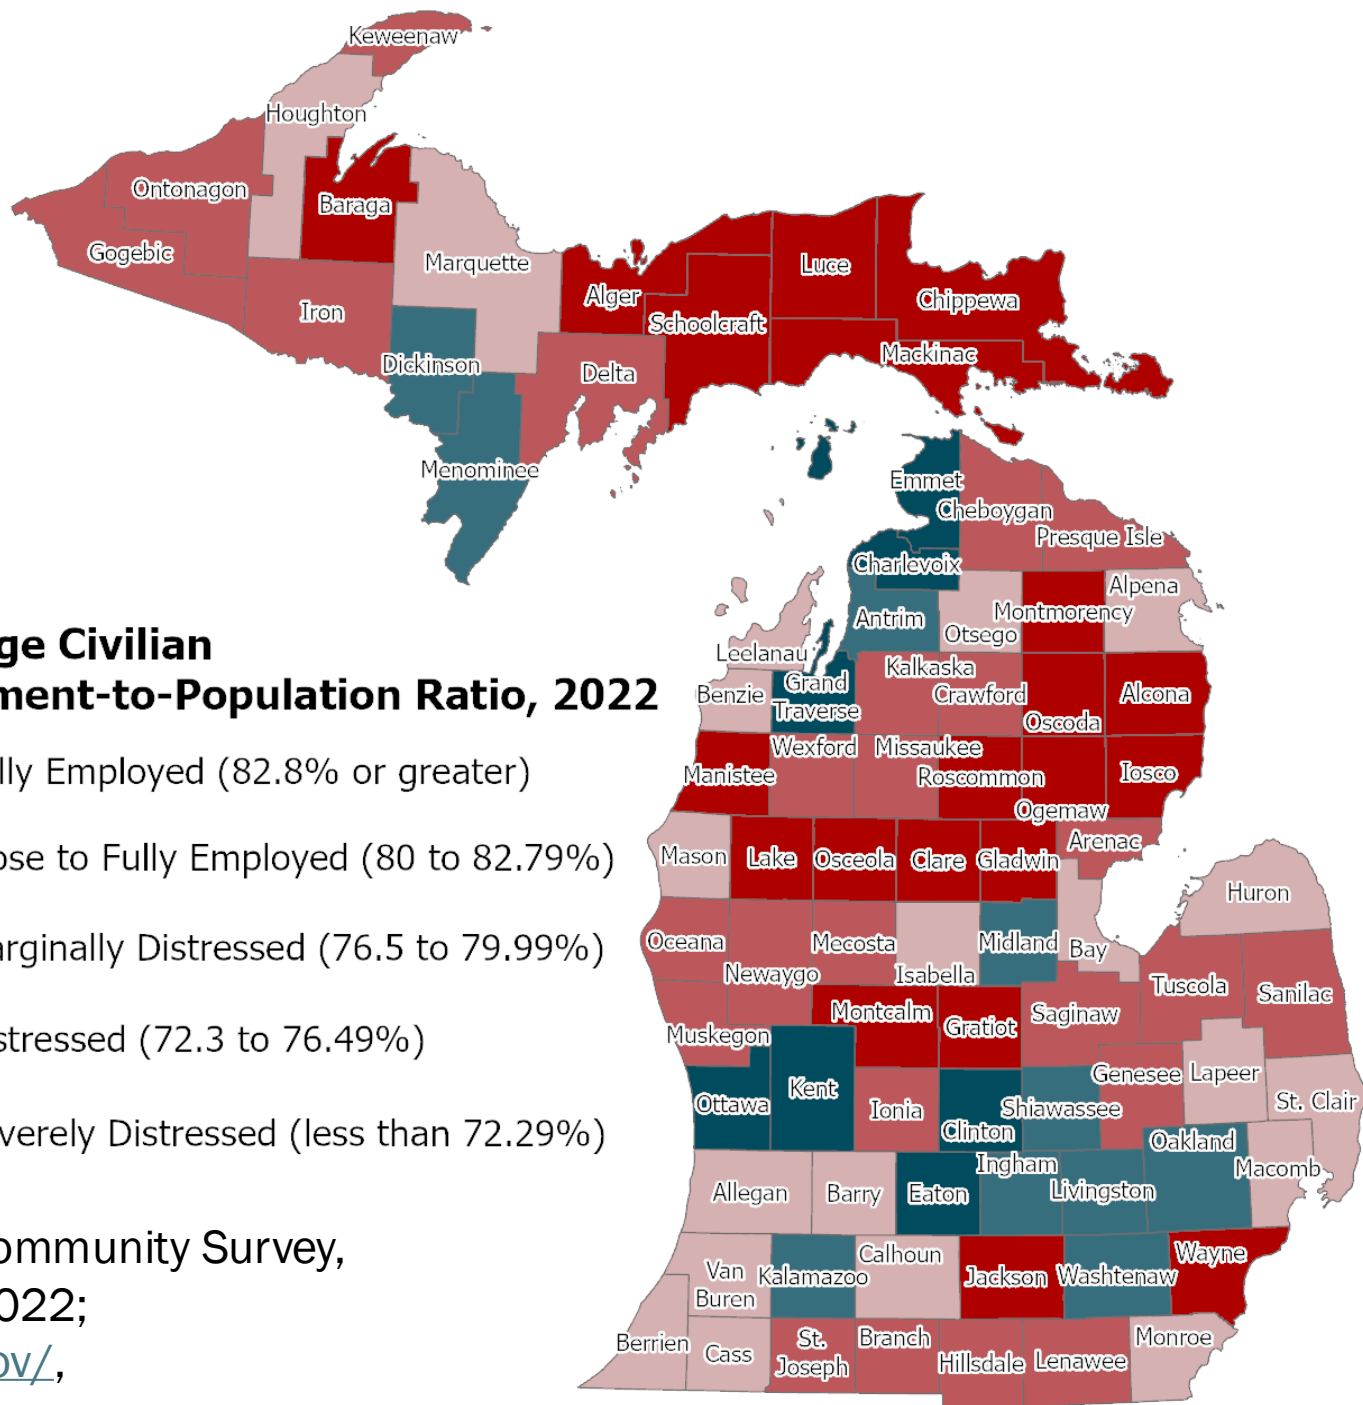 Keweenaw
Houghton
Ontonagon
Baraga
Gogebic
Marquette
Luce
Alger
Chippewa
Iron
Schoolcraft
Mackinac
Dickinson
Delta
Menominee
Emmet
Cheboygan
Presque Isle
Charlevoix
Alpena
Antrim
Montmorency
Otsego
ge Civilian
Leelanau
Kalkaska
ment-to-Population Ratio, 2022
Benzie
Grand
Traverse
Crawford
Alcona
Oscoda
Wexford
Missaukee
lly Employed (82.8% or greater)
Manistee
Roscommon
Iosco
Ogemaw
Arenac
ose to Fully Employed (80 to 82.79%)
Mason
Lake
Osceola
Clare
Gladwin
Huron
arginally Distressed (76.5 to 79.99%)
Oceana
Mecosta
Midland
Bay
Newaygo
Isabella
Tuscola
Sanilac
Montcalm
Gratiot
Saginaw
stressed (72.3 to 76.49%)
Muskegon
Genesee
Lapeer
Kent
Ottawa
Ionia
Shiawassee
St. Clair
verely Distressed (less than 72.29%)
Clinton
Oakland
Ingham
Macomb
Allegan
Barry
Eaton
Livingston
ommunity Survey,
Calhoun
Wayne
Van
Buren
Kalamazoo
Jackson
Washtenaw
022;
Berrien
Cass
St.
Joseph
Branch
Hillsdale
Lenawee
Monroe
ov/,